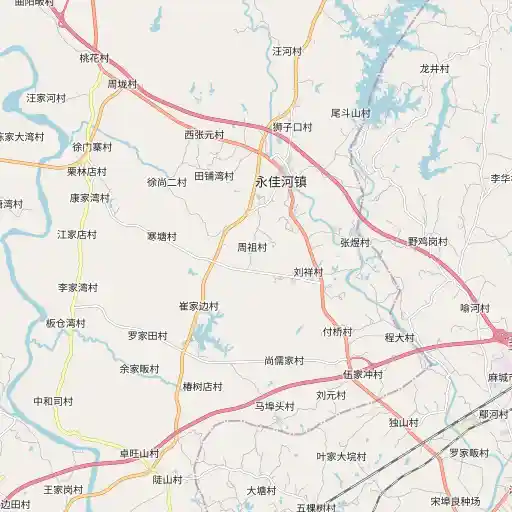 曲阳畈村
汪河村
桃花村
龙井村
周垅村
汪家河村
尾斗山村
狮子口村
西张元村
陈家大湾村
徐门寨村
栗林店村
田铺湾村
徐尚二村
永佳河镇
李华村
康家湾村
江家店村
寨塘村
周祖村
张煜村
野鸡岗村
刘祥村
李家湾村
崔家边村
喻河村
板仓湾村
罗家田村
付桥村
程大村
尚儒家村
余家畈村
伍家冲村
麻城市
椿树店村
刘元村
中和司村
马埠头村
鄢河村
独山村
卓旺山村
叶家大垸村
罗家畈村
陡山村
王家岗村
大塘村
边田村
五棵树村
宋埠良种场